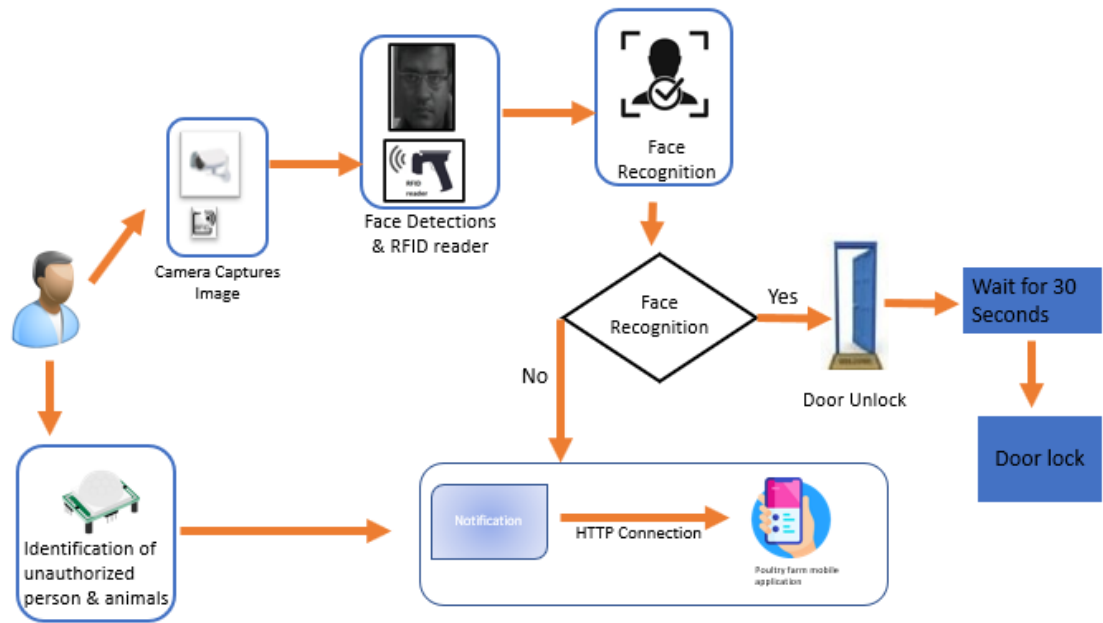 Face
Recognition
RFID
reader
Face Detections
& RFID reader
Camera Captures
Image
Face
Recognition
Yes
No
Wait for 30
Seconds
Door Unlock
Door lock
Identification of
unauthorized
person & animals
Notification
HTTP Connection
Poultry farm mobile
application